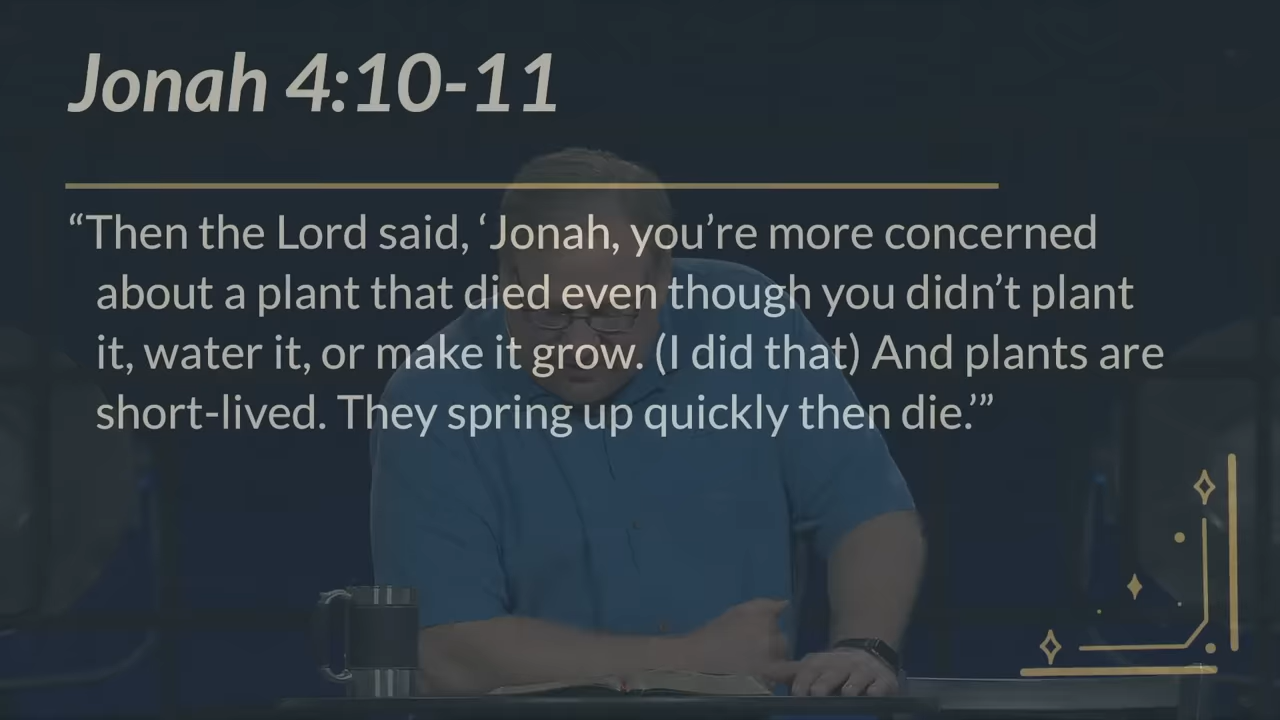 Jonah 4:10-11
“Then the Lord said, ‘Jonah, you’re more concerned
about a plant that died even though you didn’t plant
it, water it, or make it grow. (I did that) And plants are
short-lived. They spring up quickly then die.’”